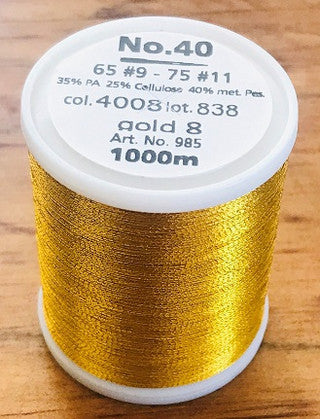 No.40
65 #9 - 75 #11
35% PA 25% Cellulose 40% met. Pes.
col. 4008 lot. 838
gold 8
Art. No. 985
1000m